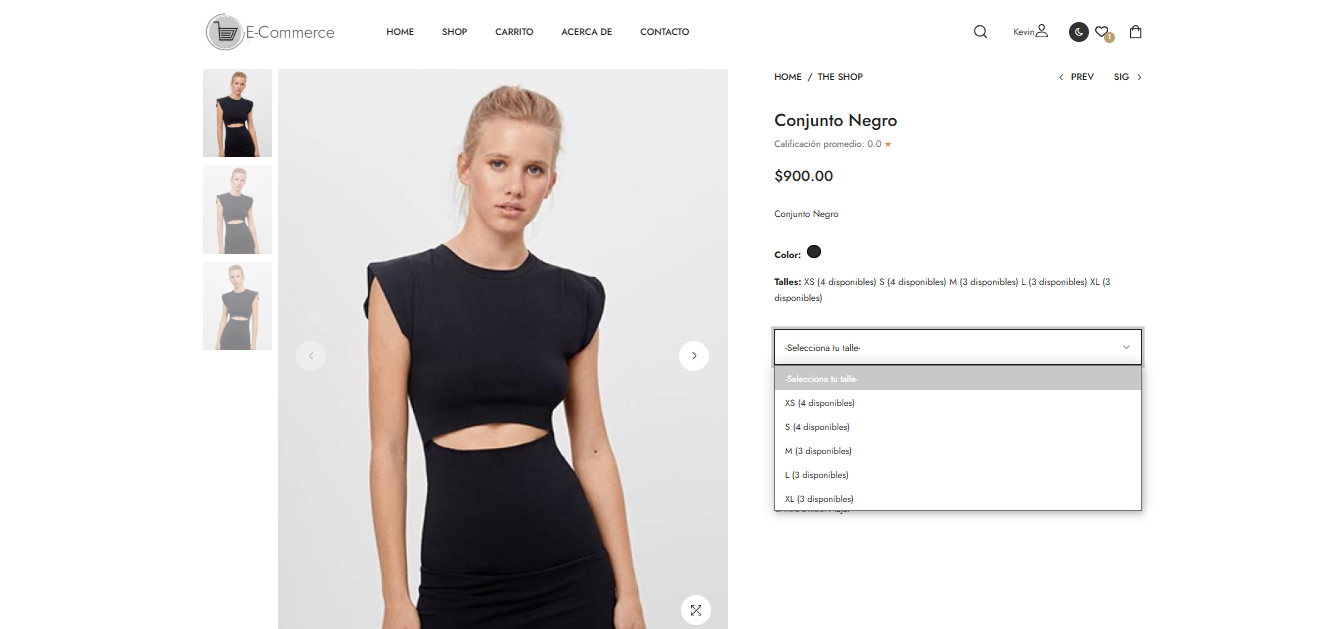 E-Commerce
HOME
SHOP
CARRITO
ACERCA DE
CONTACTO
Kevin
1
HOME / THE SHOP
PREV
SIG
Conjunto Negro
Calificación promedio: 0.0
$900.00
Conjunto Negro
Color:
Talles: XS (4 disponibles) S (4 disponibles) M (3 disponibles) L (3 disponibles) XL (3
disponibles)
-Selecciona tu talle-
-Selecciona tu talle-
XS (4 disponibles)
S (4 disponibles)
M (3 disponibles)
L (3 disponibles)
XL (3 disponibles)